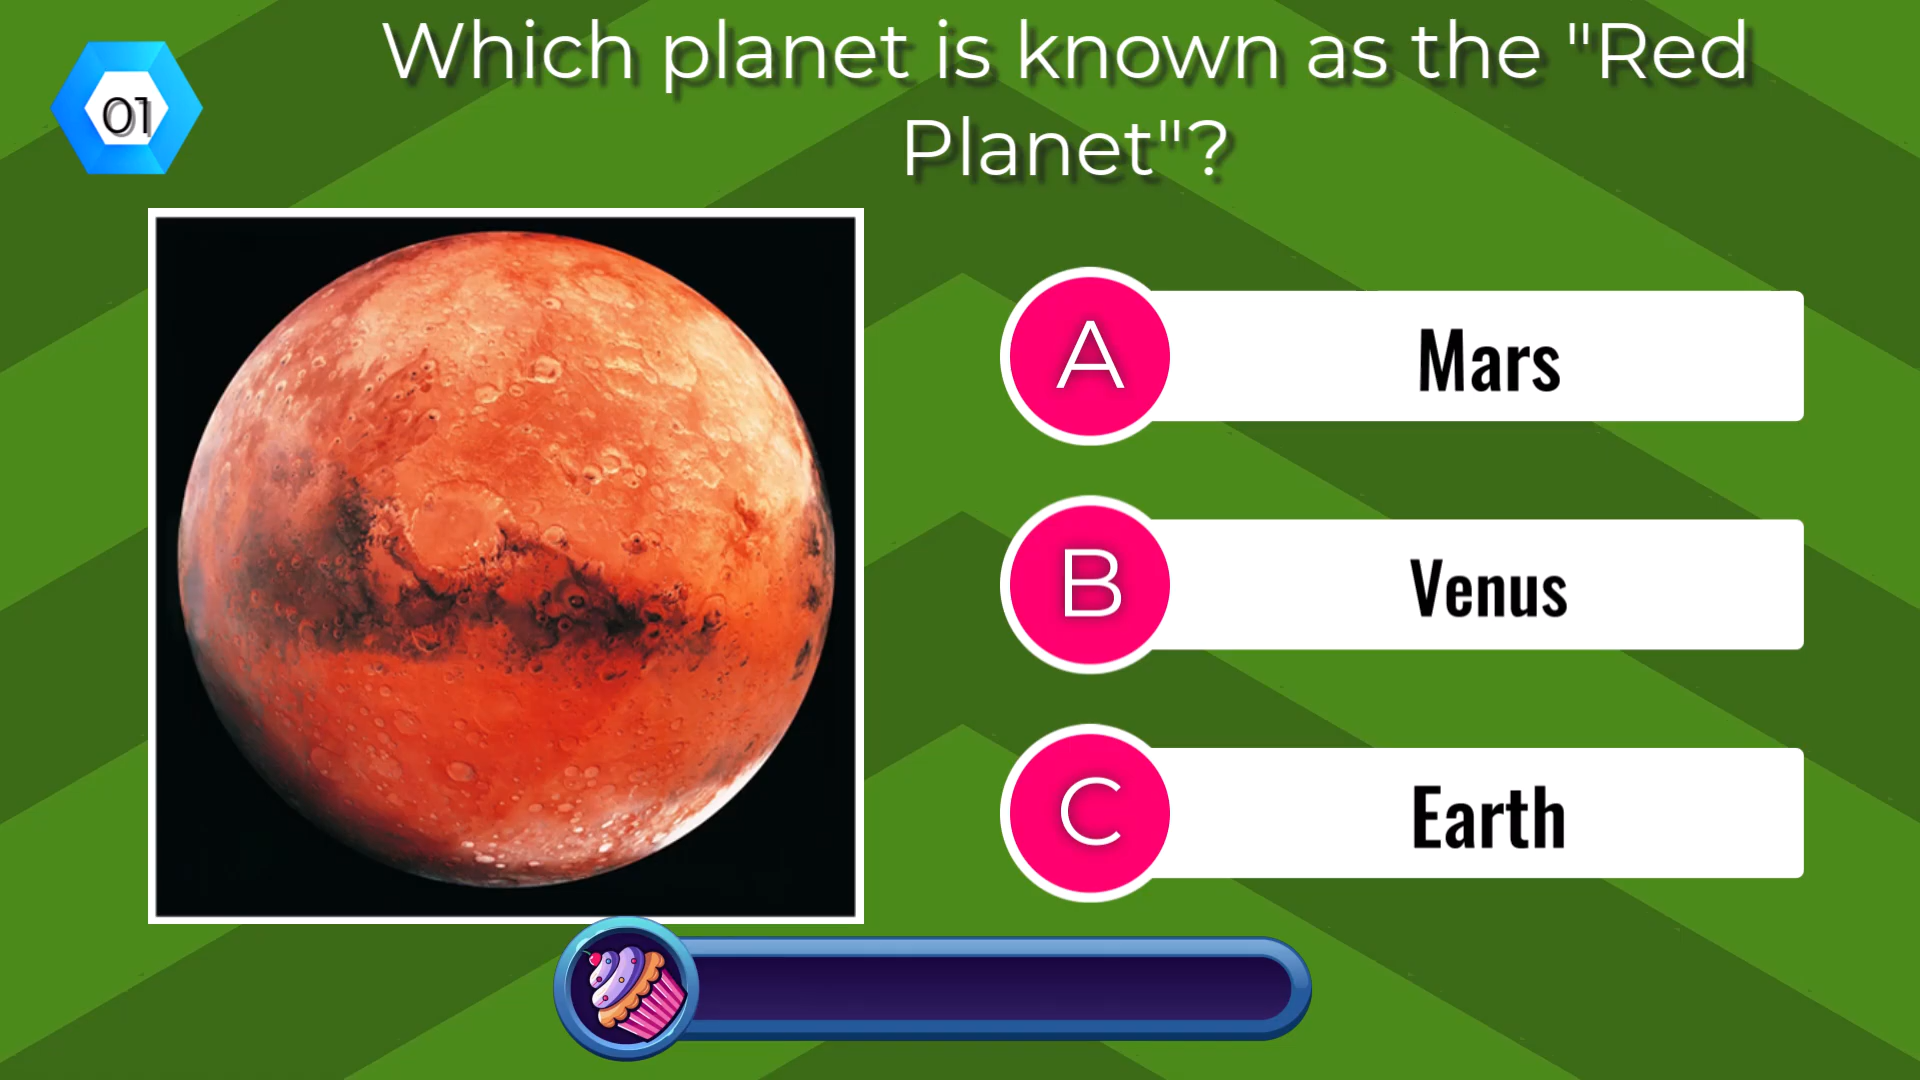 01
Which planet is known as the "Red
Planet"?
A
Mars
B
Venus
C
Earth